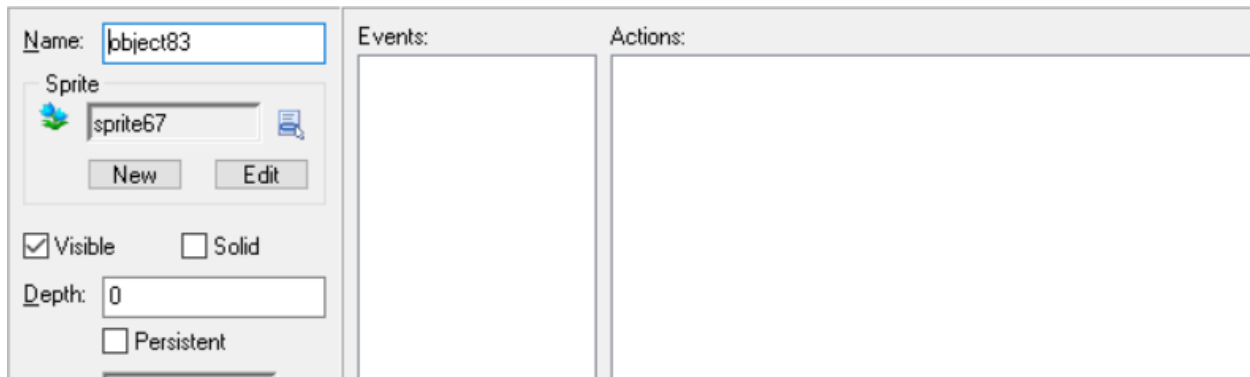 Name: object83
Sprite
sprite67
New Edit
Visible Solid
Depth: 0
Persistent
Events:
Actions: